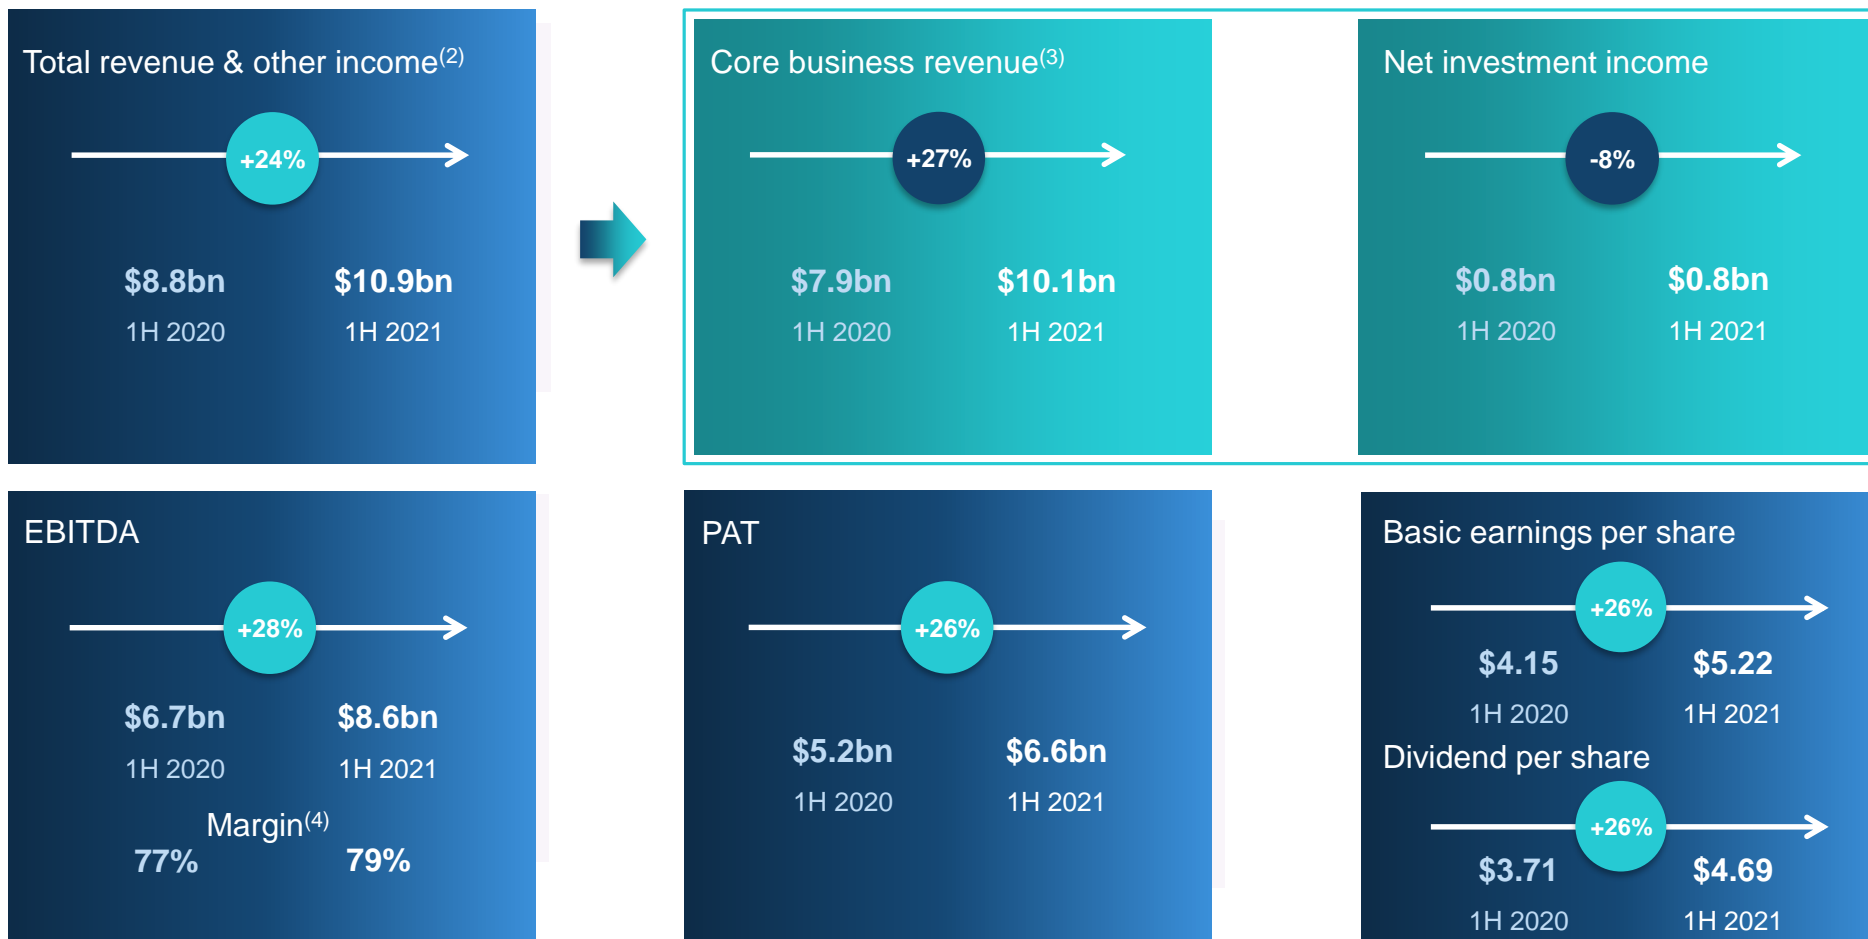 Total revenue & other income(2)
+24%
$8.8bn $10.9bn
1H 2020 1H 2021
Core business revenue(3)
+27%
$7.9bn $10.1bn
1H 2020 1H 2021
Net investment income
-8%
$0.8bn $0.8bn
1H 2020 1H 2021
EBITDA
+28%
$6.7bn $8.6bn
1H 2020 1H 2021
Margin(4)
77% 79%
PAT
+26%
$5.2bn $6.6bn
1H 2020 1H 2021
Basic earnings per share
+26%
$4.15 $5.22
1H 2020 1H 2021
Dividend per share
+26%
$3.71 $4.69
1H 2020 1H 2021